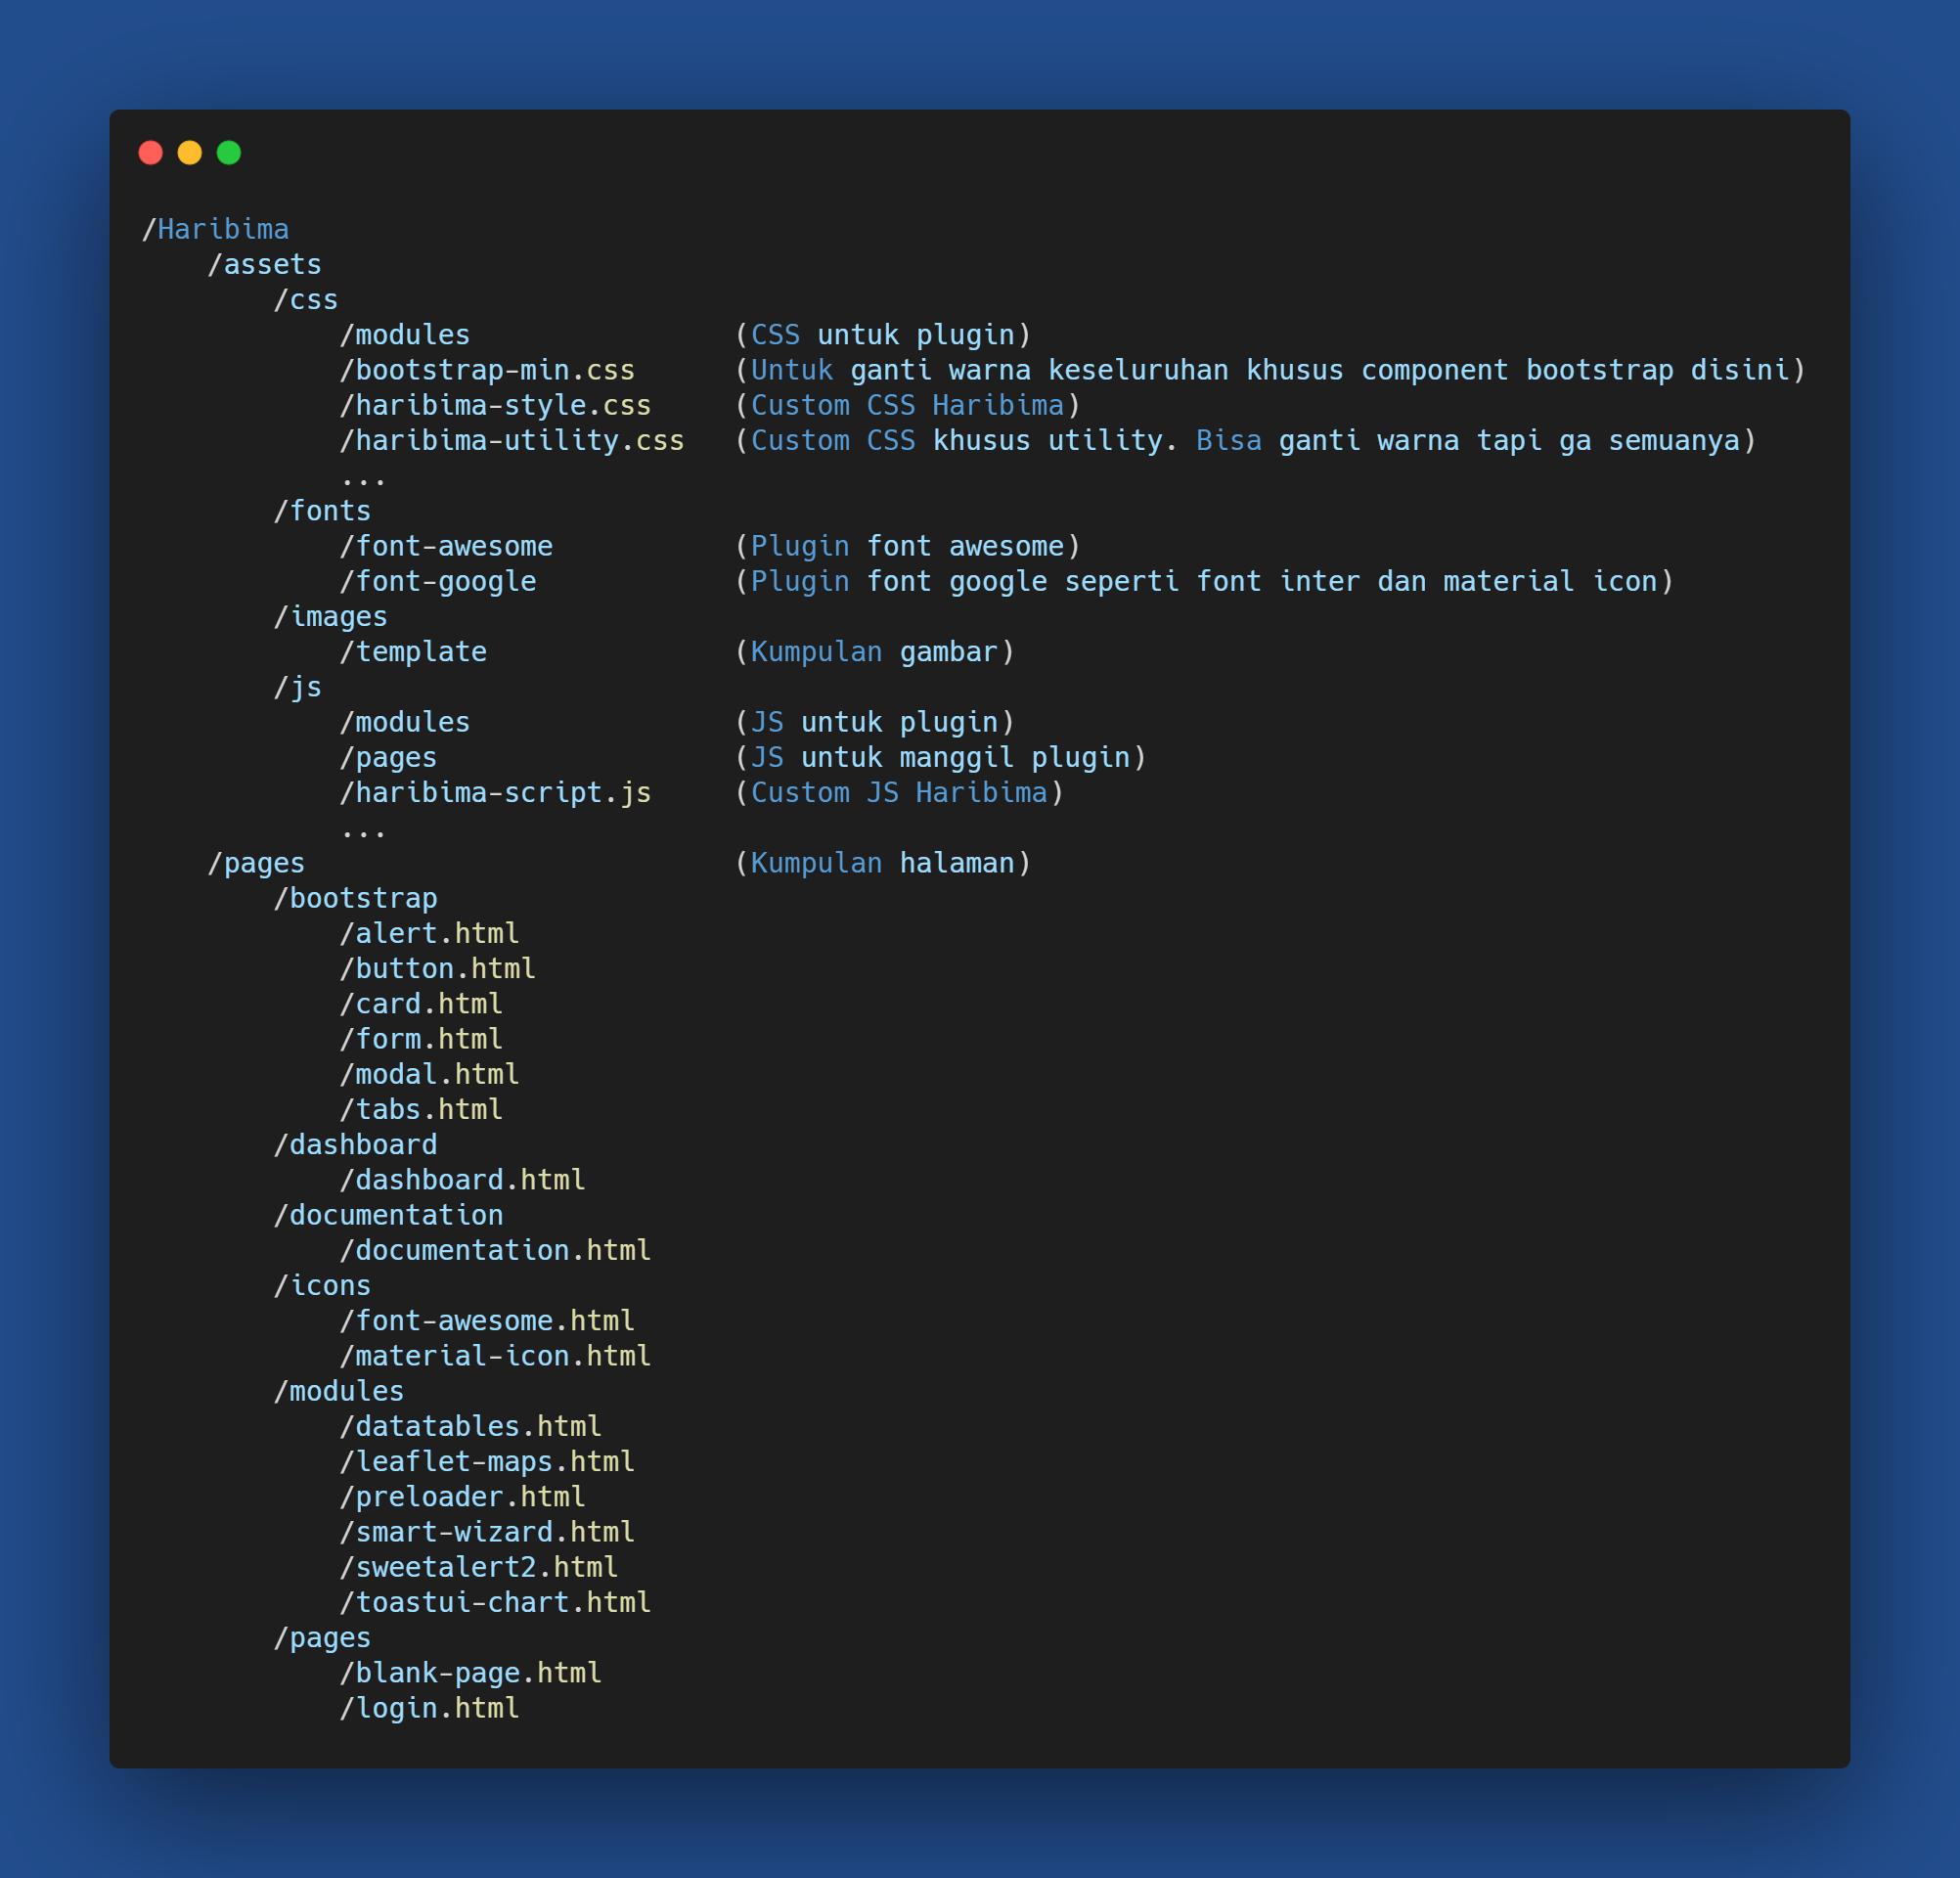 /Haribima
    /assets
        /css
            /modules                (CSS untuk plugin)
            /bootstrap-min.css      (Untuk ganti warna keseluruhan khusus component bootstrap disini)
            /haribima-style.css     (Custom CSS Haribima)
            /haribima-utility.css   (Custom CSS khusus utility. Bisa ganti warna tapi ga semuanya)
            ...
        /fonts
            /font-awesome           (Plugin font awesome)
            /font-google            (Plugin font google seperti font inter dan material icon)
        /images
            /template               (Kumpulan gambar)
        /js
            /modules                (JS untuk plugin)
            /pages                  (JS untuk manggil plugin)
            /haribima-script.js     (Custom JS Haribima)
            ...
    /pages                          (Kumpulan halaman)
        /bootstrap
            /alert.html
            /button.html
            /card.html
            /form.html
            /modal.html
            /tabs.html
        /dashboard
            /dashboard.html
        /documentation
            /documentation.html
        /icons
            /font-awesome.html
            /material-icon.html
        /modules
            /datatables.html
            /leaflet-maps.html
            /preloader.html
            /smart-wizard.html
            /sweetalert2.html
            /toastui-chart.html
        /pages
            /blank-page.html
            /login.html